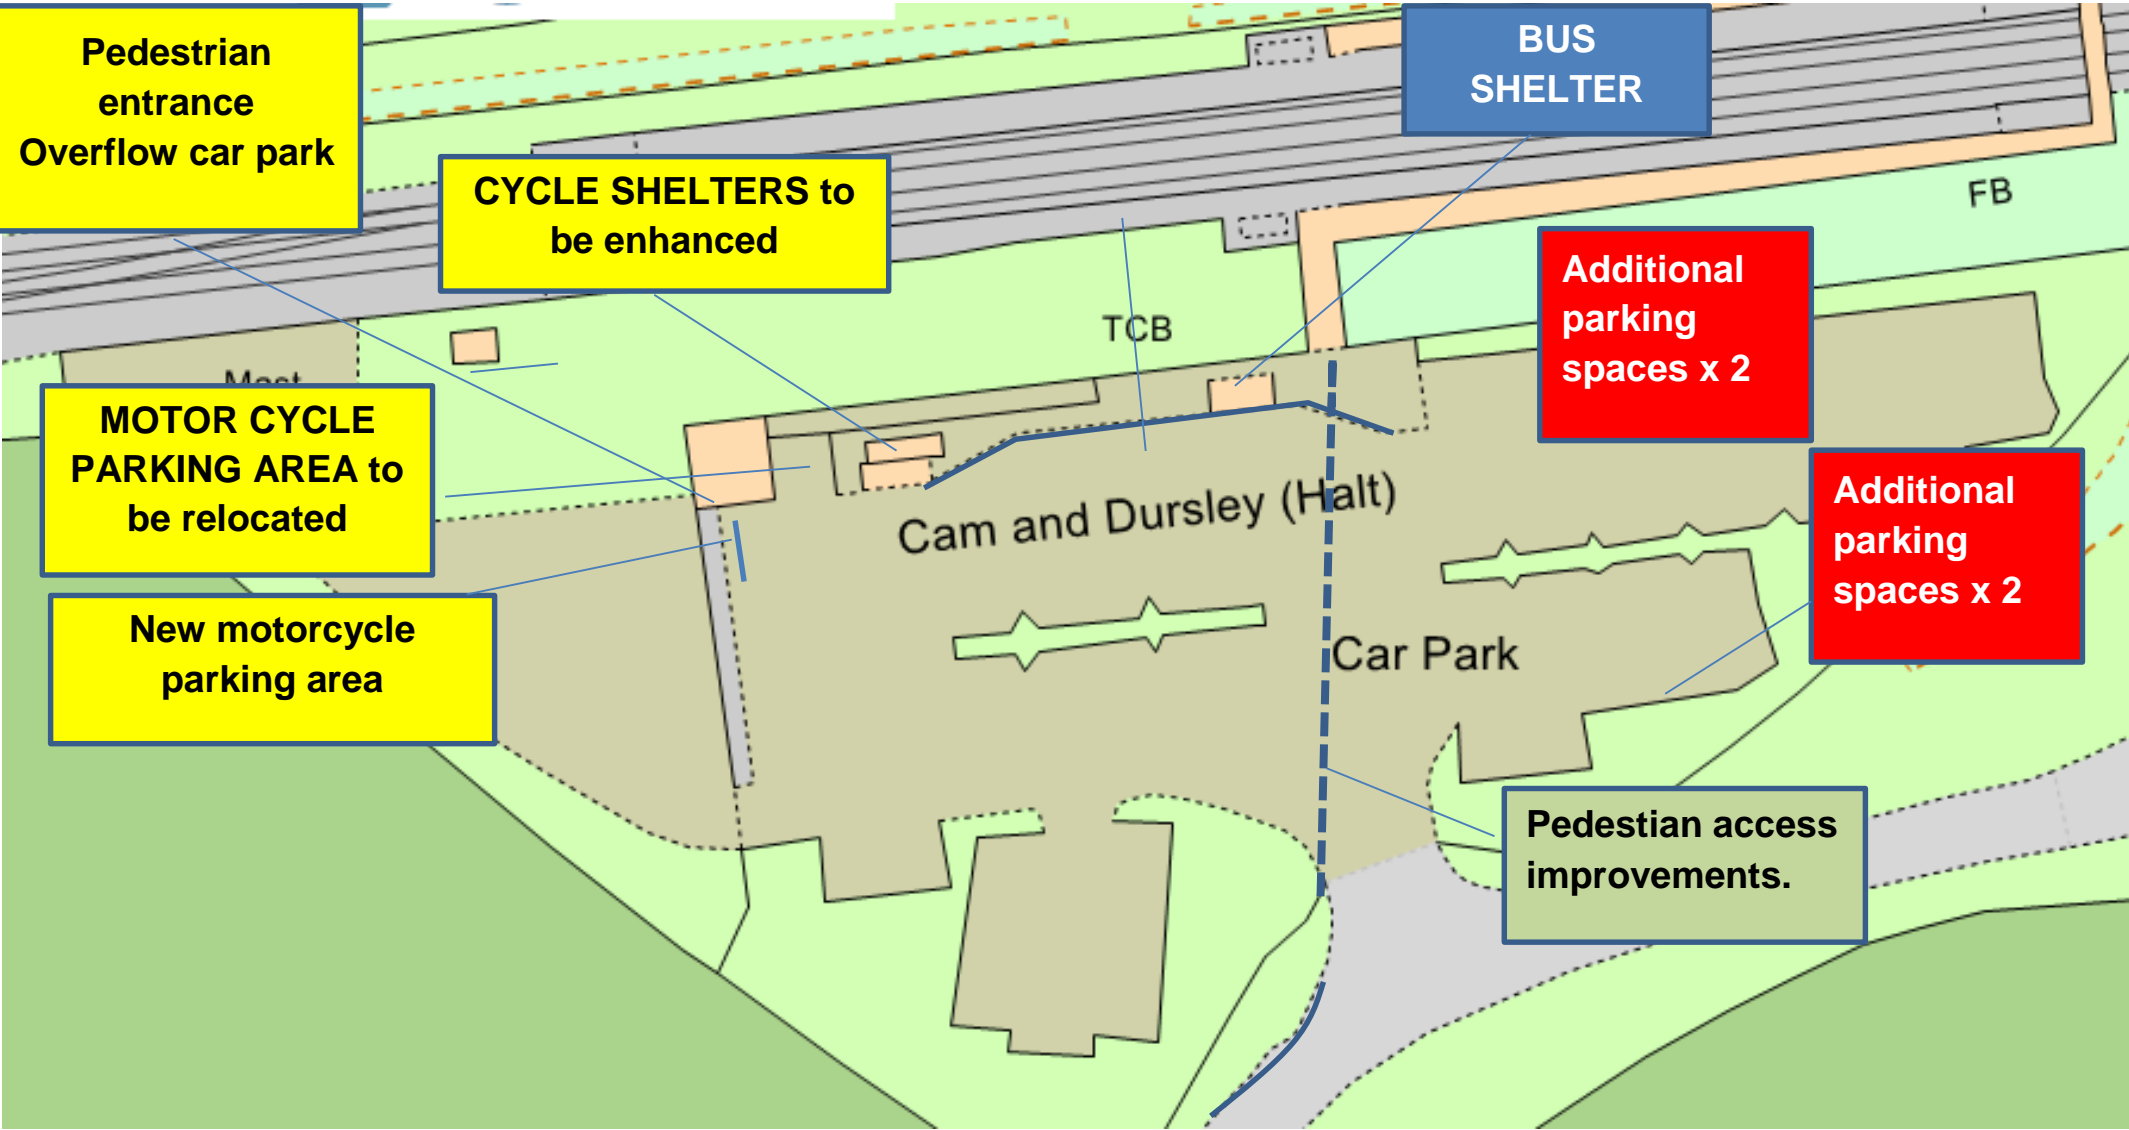 Pedestrian
entrance
Overflow car park
BUS
SHELTER
CYCLE SHELTERS to
be enhanced
FB
Additional
parking
spaces x 2
TCB
Mast
MOTOR CYCLE
PARKING AREA to
be relocated
Cam and Dursley (Halt)
Additional
parking
spaces x 2
New motorcycle
parking area
Car Park
Pedestian access
improvements.